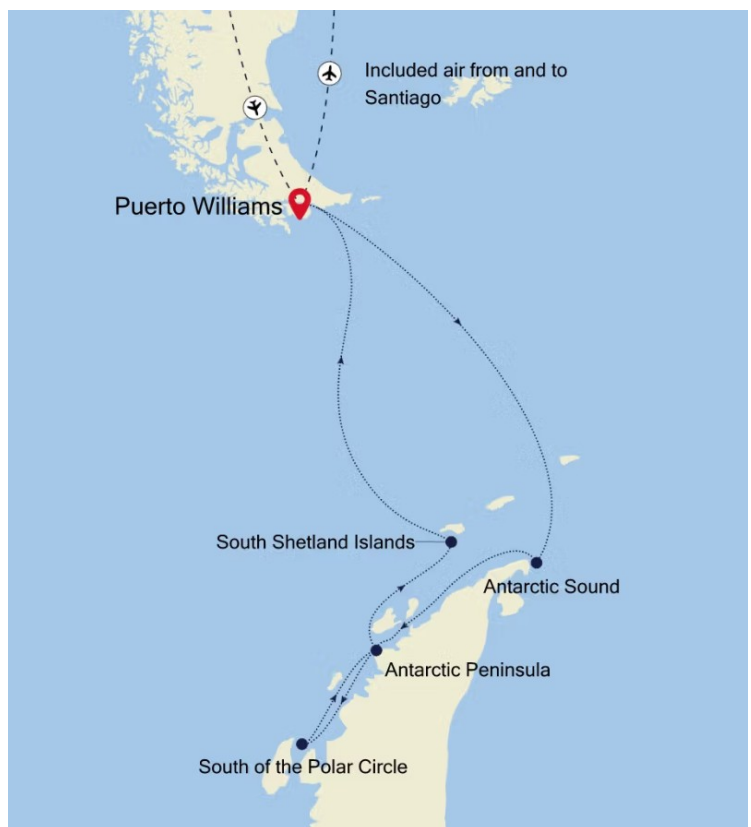 Included air from and to
Santiago
Puerto Williams
South Shetland Islands
Antarctic Sound
Antarctic Peninsula
South of the Polar Circle